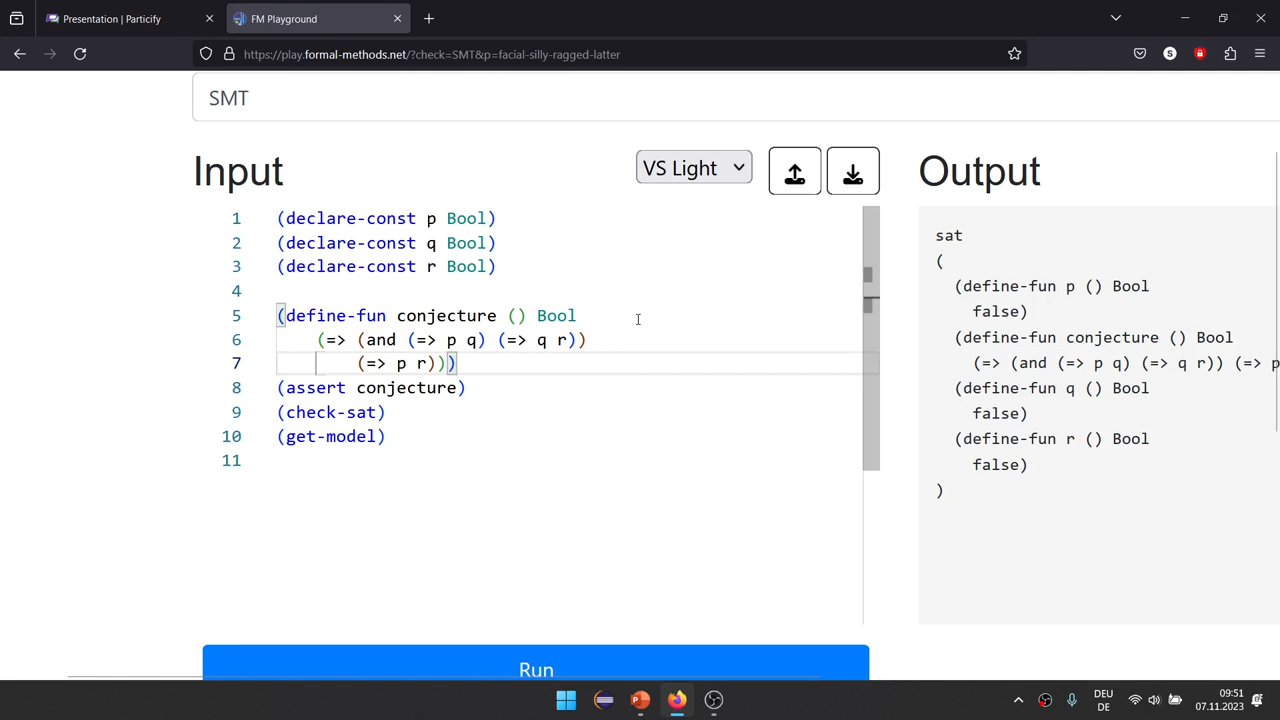 Presentation | Particify
FM Playground
https://play.formal-methods.net/?check=SMT&p=facial-silly-ragged-latter
S
SMT
Input
VS Light
Output
1 (declare-const p Bool)
2 (declare-const q Bool)
3 (declare-const r Bool)
4
5 (define-fun conjecture () Bool
6 (=> (and (=> p q) (=> q r))
7 (=> p r)))
8 (assert conjecture)
9 (check-sat)
10 (get-model)
11
sat
(
(define-fun p () Bool
false)
(define-fun conjecture () Bool
(=> (and (=> p q) (=> q r)) (=> p
(define-fun q () Bool
false)
(define-fun r () Bool
false)
)
Run
DEU
DE
09:51
07.11.2023